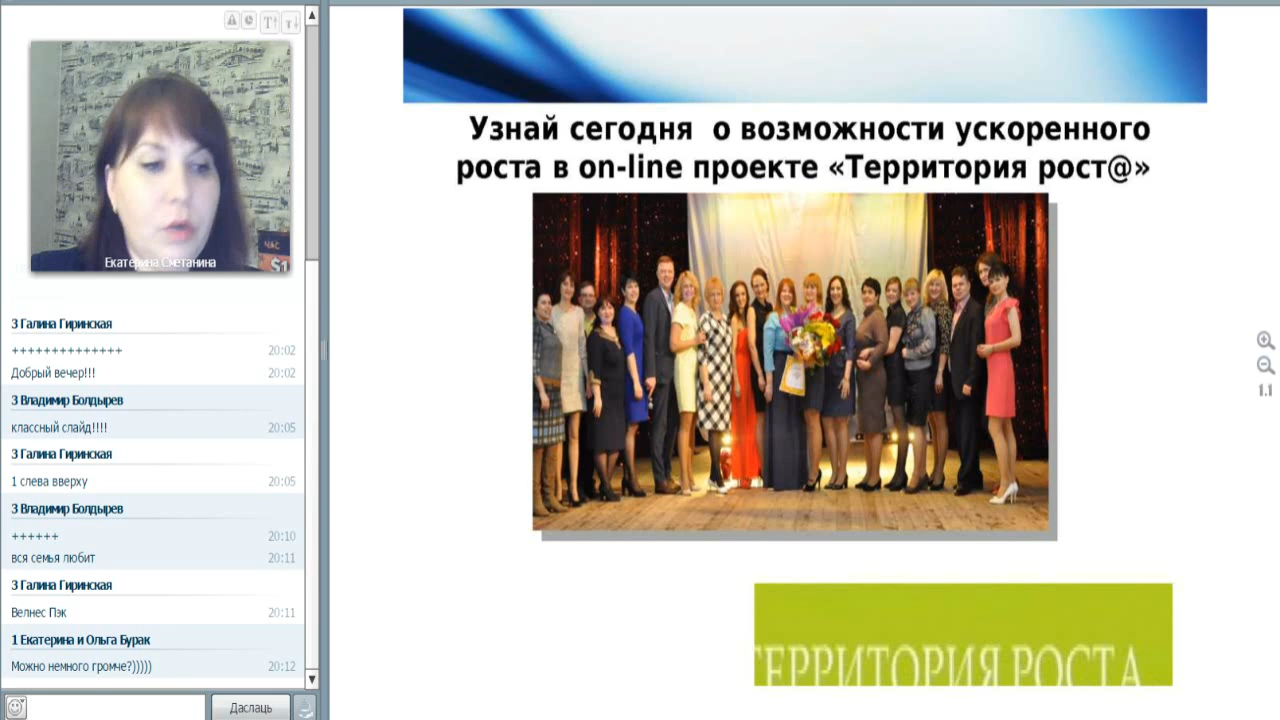 Екатерина Сметанина
ЧАС
$1
3 Галина Гиринская
++++++++++++++ 20:02
Добрый вечер!!! 20:02
3 Владимир Болдырев
классный слайд!!!! 20:05
3 Галина Гиринская
1 слева вверху 20:05
3 Владимир Болдырев
++++++ 20:10
вся семья любит 20:11
3 Галина Гиринская
Велнес Пэк 20:11
1 Екатерина и Ольга Бурак
Можно немного громче?))))) 20:12
Даслаць
Узнай сегодня о возможности ускоренного
роста в on-line проекте «Территория рост@»
ТЕРРИТОРИЯ РОСТА
1.1